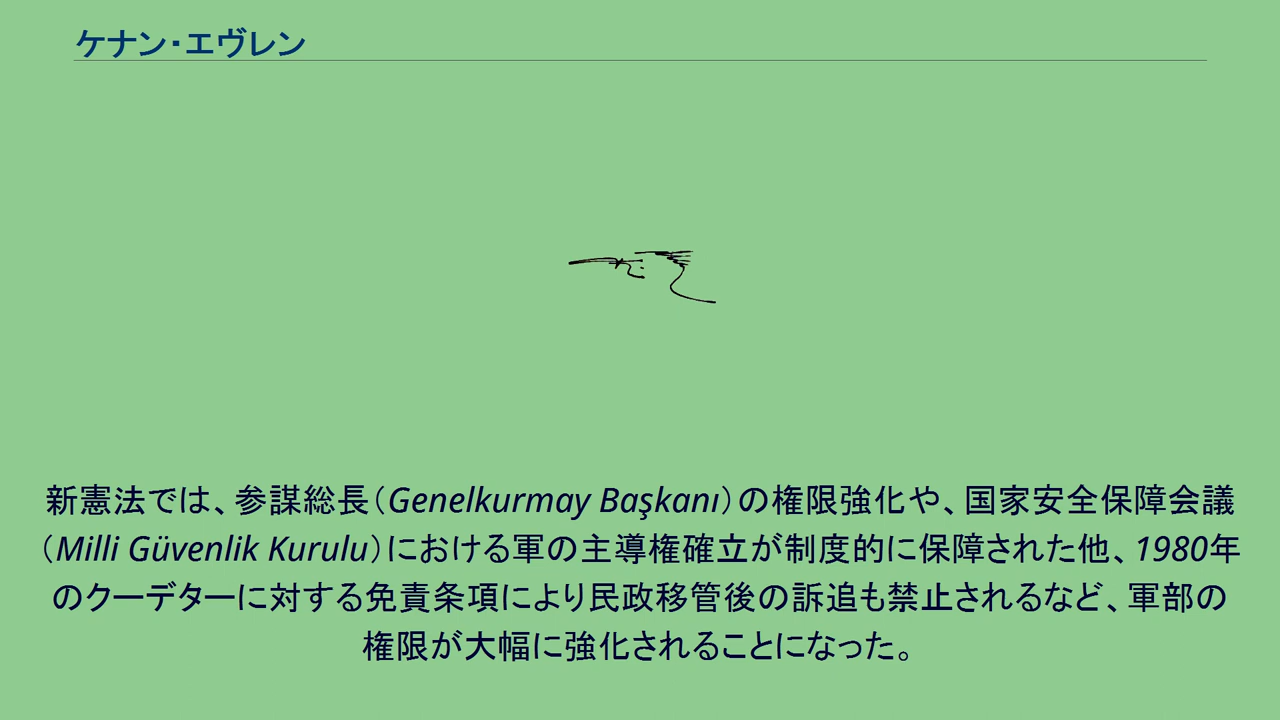 ケナン・エヴレン
新憲法では、参謀総長（Genelkurmay Başkanı）の権限強化や、国家安全保障会議
（Milli Güvenlik Kurulu）における軍の主導権確立が制度的に保障された他、1980年
のクーデターに対する免責条項により民政移管後の訴追も禁止されるなど、軍部の
権限が大幅に強化されることになった。